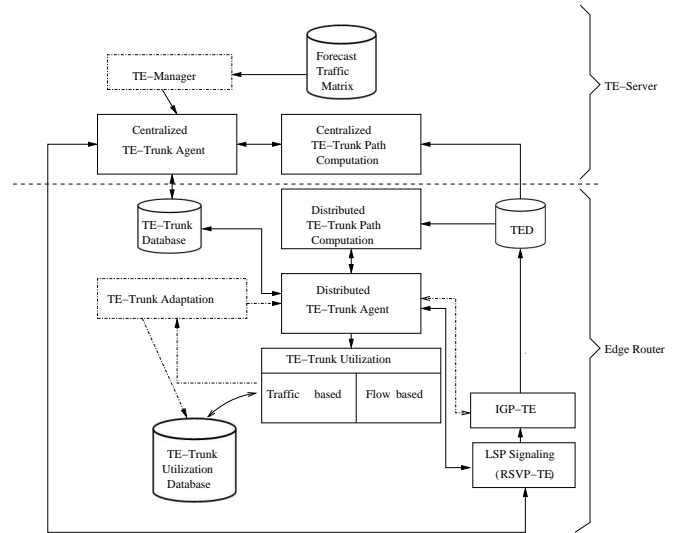 Forecast
Traffic
Matrix
TE–Manager
TE–Server
Centralized
TE–Trunk Agent
Centralized
TE–Trunk Path
Computation
TE–Trunk
Database
Distributed
TE–Trunk Path
Computation
TED
TE–Trunk Adaptation
Distributed
TE–Trunk Agent
Edge Router
TE–Trunk Utilization
Traffic based
Flow based
IGP–TE
TE–Trunk
Utilization
Database
LSP Signaling
(RSVP–TE)